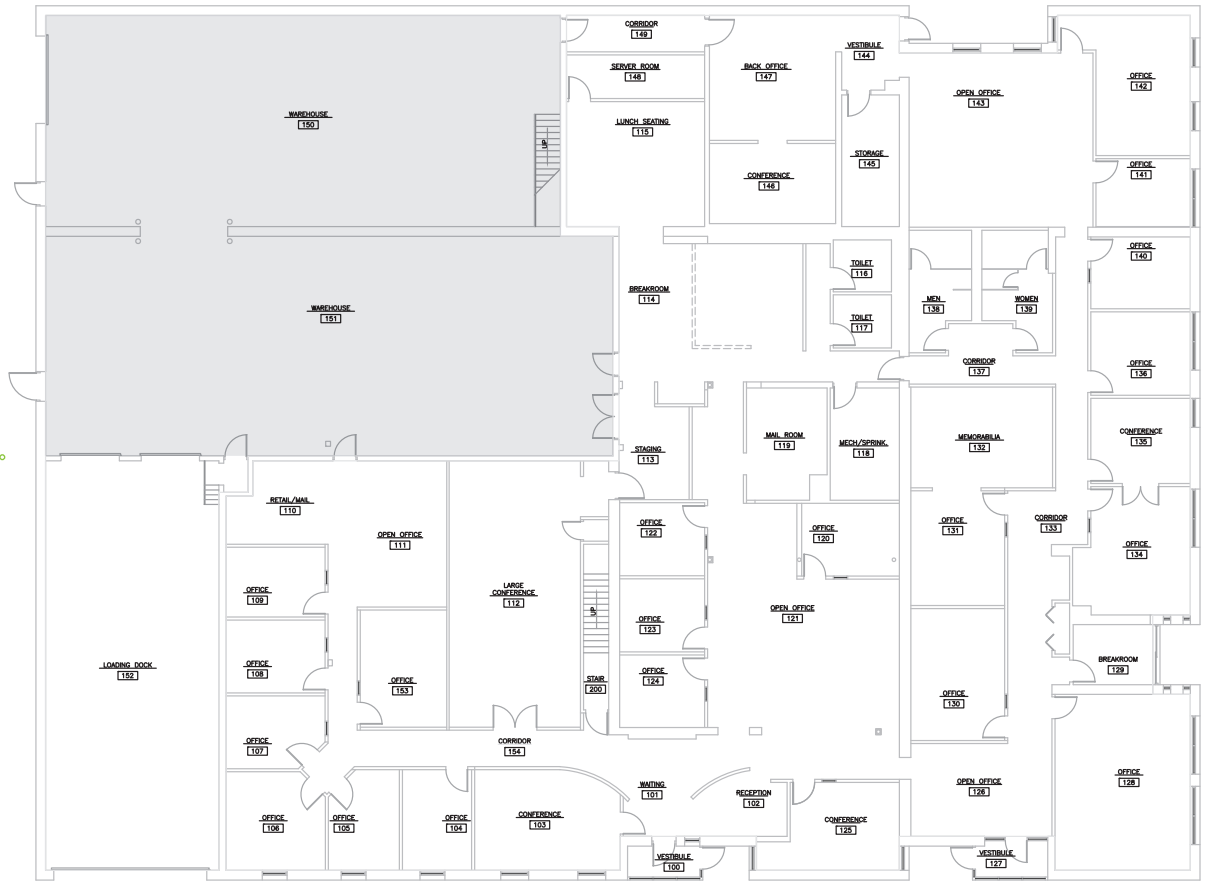 CORRIDOR
149
SERVER ROOM
148
LUNCH SEATING
115
BACK OFFICE
147
VESTIBULE
144
OPEN OFFICE
143
OFFICE
142
WAREHOUSE
150
UP
STORAGE
145
CONFERENCE
146
OFFICE
141
OFFICE
140
TOILET
116
BREAKROOM
114
MEN
138
WOMEN
139
WAREHOUSE
151
TOILET
117
CORRIDOR
137
OFFICE
136
CONFERENCE
135
MAIL ROOM
119
MECH/SPRINK.
118
MEMORABILIA
132
STAGING
113
RETAIL/MAIL
110
OPEN OFFICE
111
OFFICE
122
OFFICE
120
OFFICE
131
CORRIDOR
133
OFFICE
134
LARGE
CONFERENCE
112
OFFICE
109
UP
OPEN OFFICE
121
OFFICE
123
LOADING DOCK
152
OFFICE
108
OFFICE
153
STAIR
200
OFFICE
124
BREAKROOM
129
OFFICE
130
OFFICE
107
CORRIDOR
154
WAITING
101
RECEPTION
102
OPEN OFFICE
126
OFFICE
128
OFFICE
106
OFFICE
105
OFFICE
104
CONFERENCE
103
CONFERENCE
125
VESTIBULE
100
VESTIBULE
127